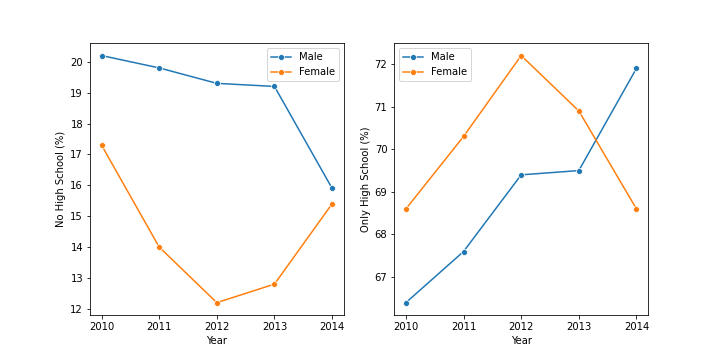 No High School (%)
20
19
18
17
16
15
14
13
12
Male
Female
2010 2011 2012 2013 2014
Year
Only High School (%)
72
71
70
69
68
67
Male
Female
2010 2011 2012 2013 2014
Year